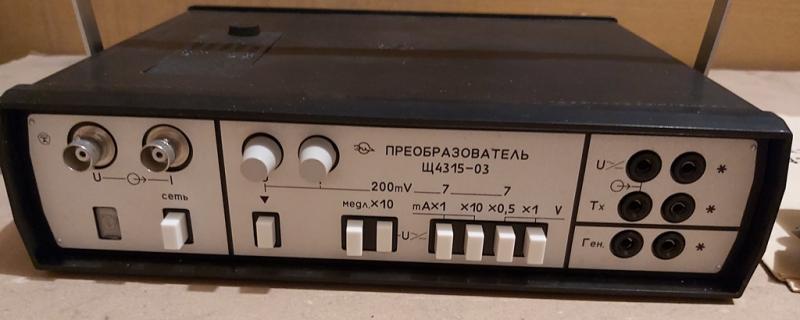 U I
сеть
ПРЕОБРАЗОВАТЕЛЬ
Щ4315-03
200mV 7 7
медл. ×10 mA×1 ×10 ×0,5 ×1 V
U
U *
Tx *
Ген. *